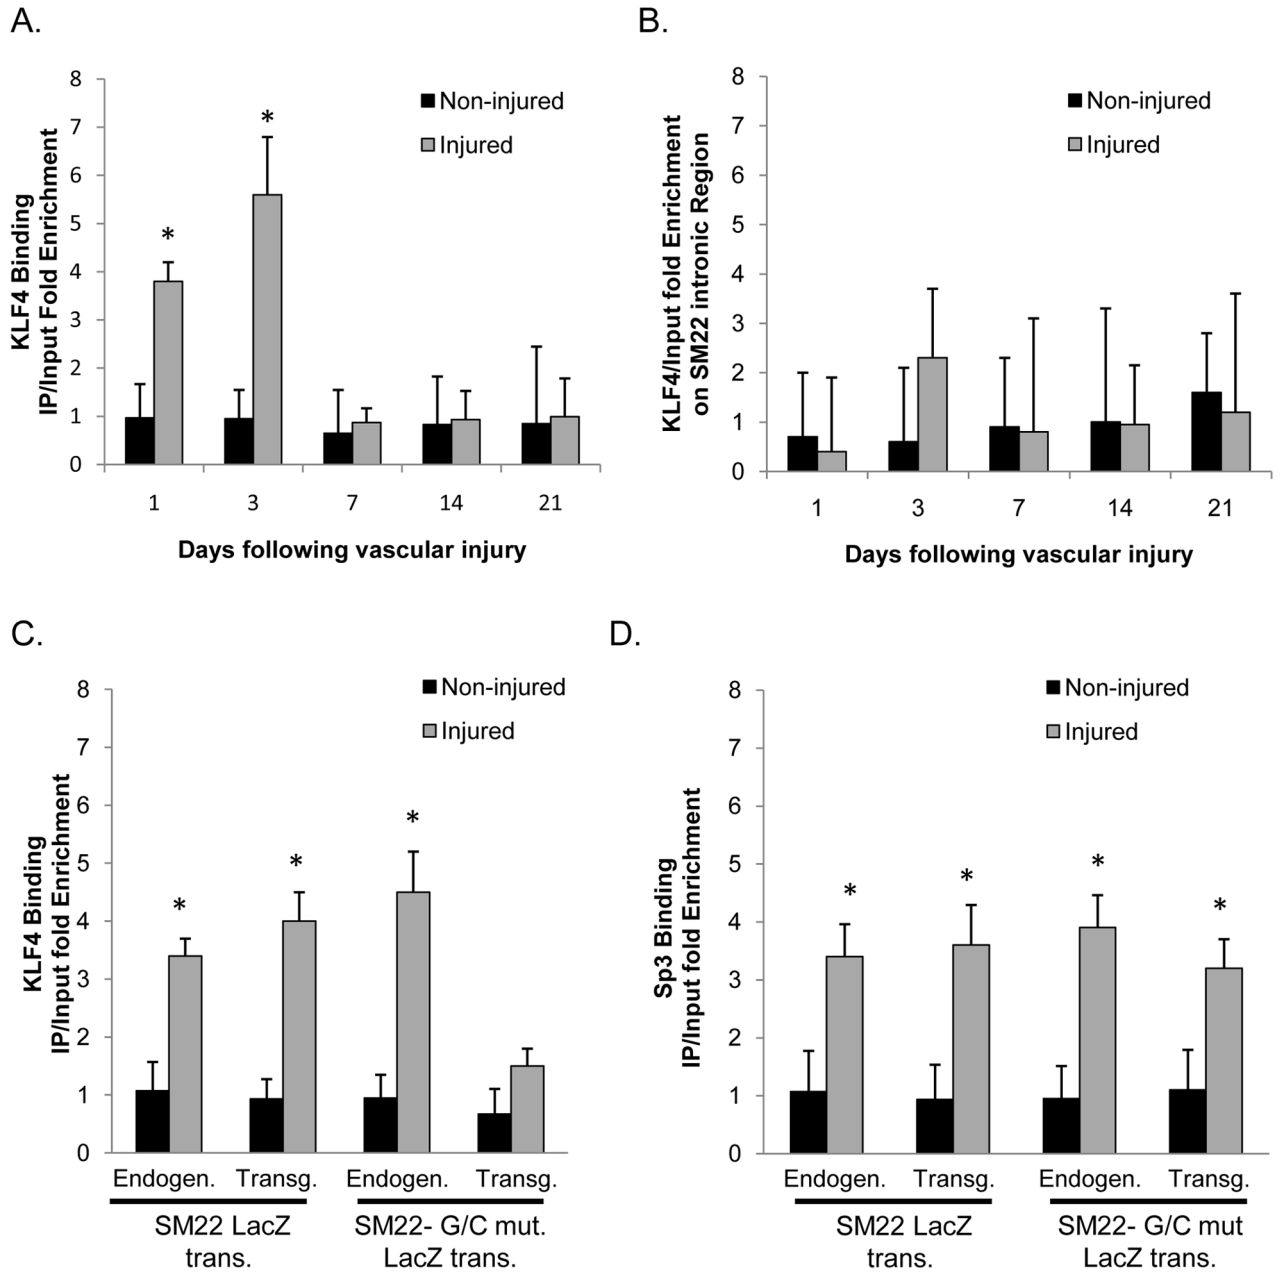 A.
8
7
6
5
4
3
2
1
0
KLF4 Binding
IP/Input Fold Enrichment
Non-injured
Injured
*
*
1 3 7 14 21
Days following vascular injury
B.
8
7
6
5
4
3
2
1
0
KLF4/Input fold Enrichment
on SM22 intronic Region
Non-injured
Injured
1 3 7 14 21
Days following vascular injury
C.
8
7
6
5
4
3
2
1
0
KLF4 Binding
IP/Input fold Enrichment
Non-injured
Injured
*
*
*
Endogen. Transg. Endogen. Transg.
SM22 LacZ
trans.
SM22- G/C mut.
LacZ trans.
D.
8
7
6
5
4
3
2
1
0
Sp3 Binding
IP/Input fold Enrichment
Non-injured
Injured
*
*
*
*
Endogen. Transg. Endogen. Transg.
SM22 LacZ
trans.
SM22- G/C mut
LacZ trans.